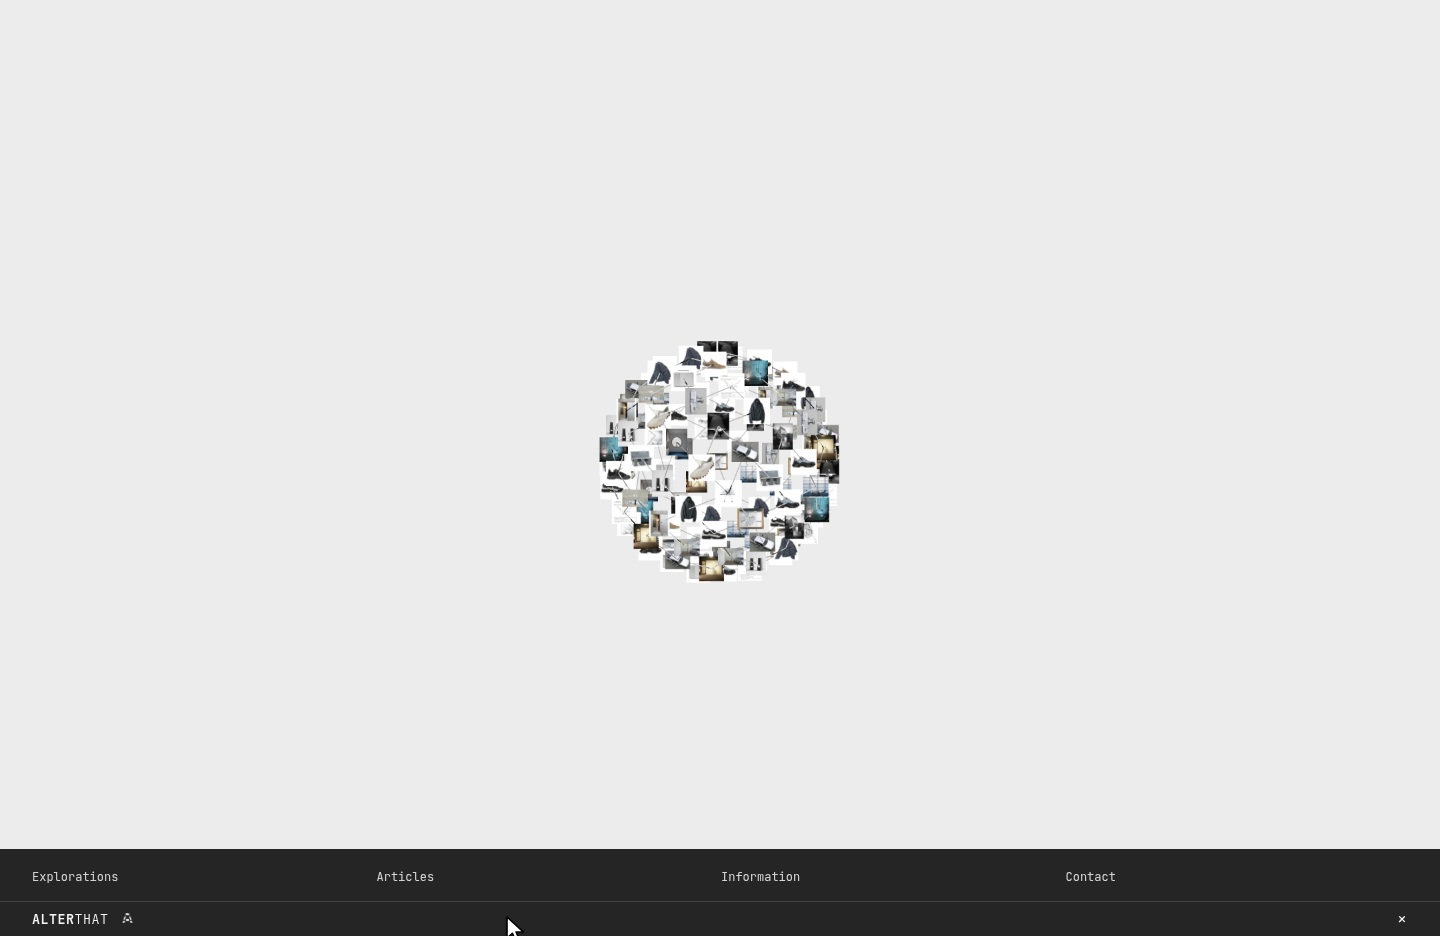 Explorations
Articles
Information
Contact
ALTERTHAT
×